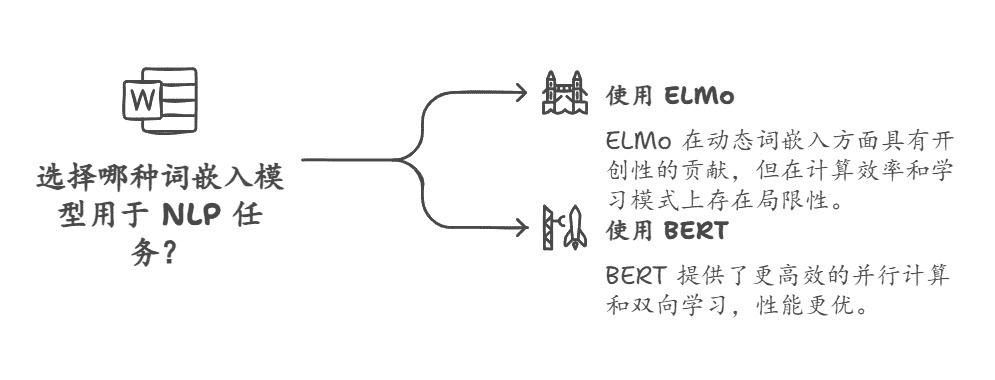 W
选择哪种词嵌入模
型用于 NLP 任
务？
使用 ELMo
ELMo 在动态词嵌入方面具有开
创性的贡献，但在计算效率和学
习模式上存在局限性。
使用 BERT
BERT 提供了更高效的并行计算
和双向学习，性能更优。